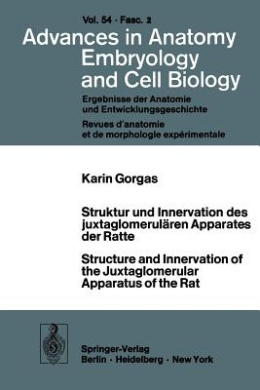 Vol. 54 · Fasc. 2
Advances in Anatomy
Embryology
and Cell Biology
Ergebnisse der Anatomie
und Entwicklungsgeschichte
Revues d'anatomie
et de morphologie expérimentale
Karin Gorgas
Struktur und Innervation des
juxtaglomerulären Apparates
der Ratte
Structure and Innervation of
the Juxtaglomerular
Apparatus of the Rat
Springer-Verlag
Berlin · Heidelberg · New York